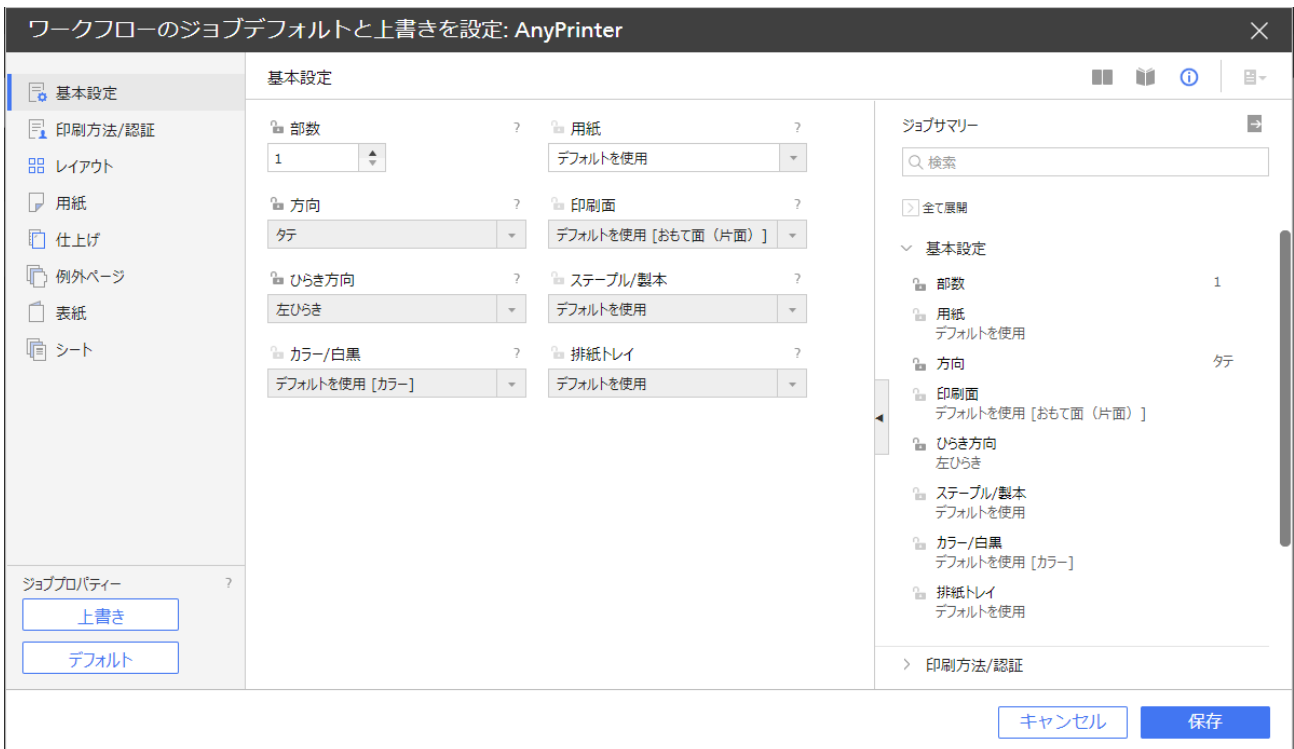 ワークフローのジョブデフォルトと上書きを設定: AnyPrinter
基本設定
印刷方法/認証
レイアウト
用紙
仕上げ
例外ページ
表紙
シート
ジョブプロパティー ?
上書き
デフォルト
基本設定
部数 ?
1
用紙 ?
デフォルトを使用
方向 ?
タテ
印刷面 ?
デフォルトを使用 [おもて面（片面）]
ひらき方向 ?
左ひらき
ステープル/製本 ?
デフォルトを使用
カラー/白黒 ?
デフォルトを使用 [カラー]
排紙トレイ ?
デフォルトを使用
ジョブサマリー
検索
全て展開
基本設定
部数 1
用紙
デフォルトを使用
方向 タテ
印刷面
デフォルトを使用 [おもて面（片面）]
ひらき方向
左ひらき
ステープル/製本
デフォルトを使用
カラー/白黒
デフォルトを使用 [カラー]
排紙トレイ
デフォルトを使用
印刷方法/認証
キャンセル
保存